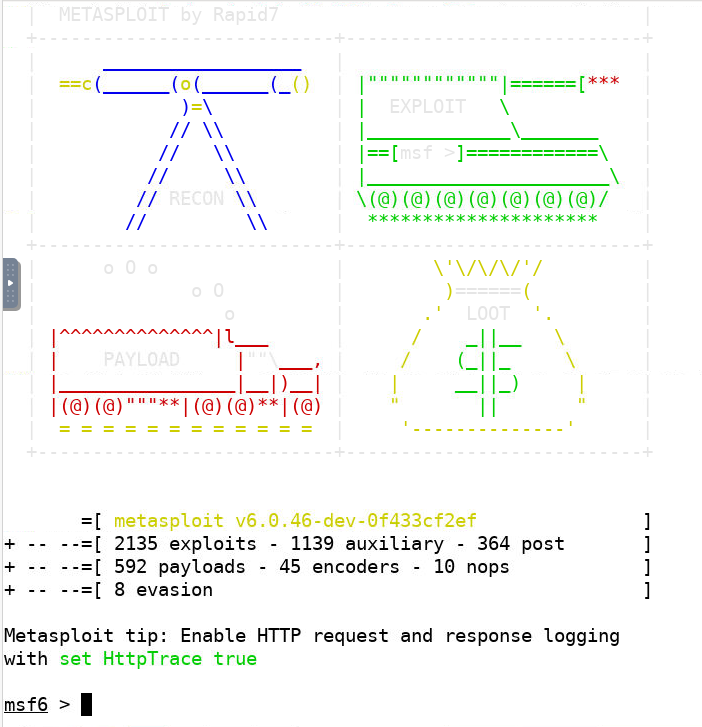 METASPLOIT by Rapid7
EXPLOIT
==[msf >]============\
RECON
o O o
o O
o
LOOT
PAYLOAD
=[ metasploit v6.0.46-dev-0f433cf2ef ]
+ -- --=[ 2135 exploits - 1139 auxiliary - 364 post ]
+ -- --=[ 592 payloads - 45 encoders - 10 nops ]
+ -- --=[ 8 evasion ]
Metasploit tip: Enable HTTP request and response logging
with set HttpTrace true
msf6 >